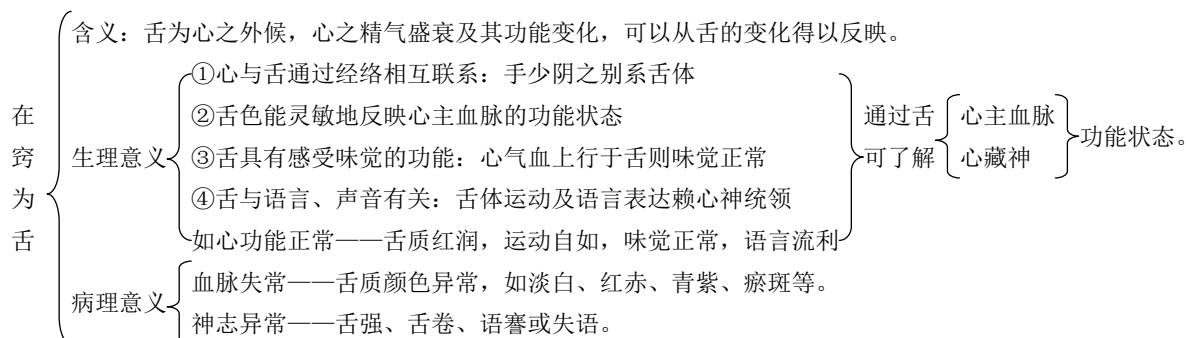 在窍为舌
含义：舌为心之外候，心之精气盛衰及其功能变化，可以从舌的变化得以反映。
生理意义
①心与舌通过经络相互联系：手少阴之别系舌体
②舌色能灵敏地反映心主血脉的功能状态
③舌具有感受味觉的功能：心气血上行于舌则味觉正常
④舌与语言、声音有关：舌体运动及语言表达赖心神统领
如心功能正常——舌质红润，运动自如，味觉正常，语言流利
通过舌
可了解
心主血脉
心藏神
功能状态。
病理意义
血脉失常——舌质颜色异常，如淡白、红赤、青紫、瘀斑等。
神志异常——舌强、舌卷、语謇或失语。